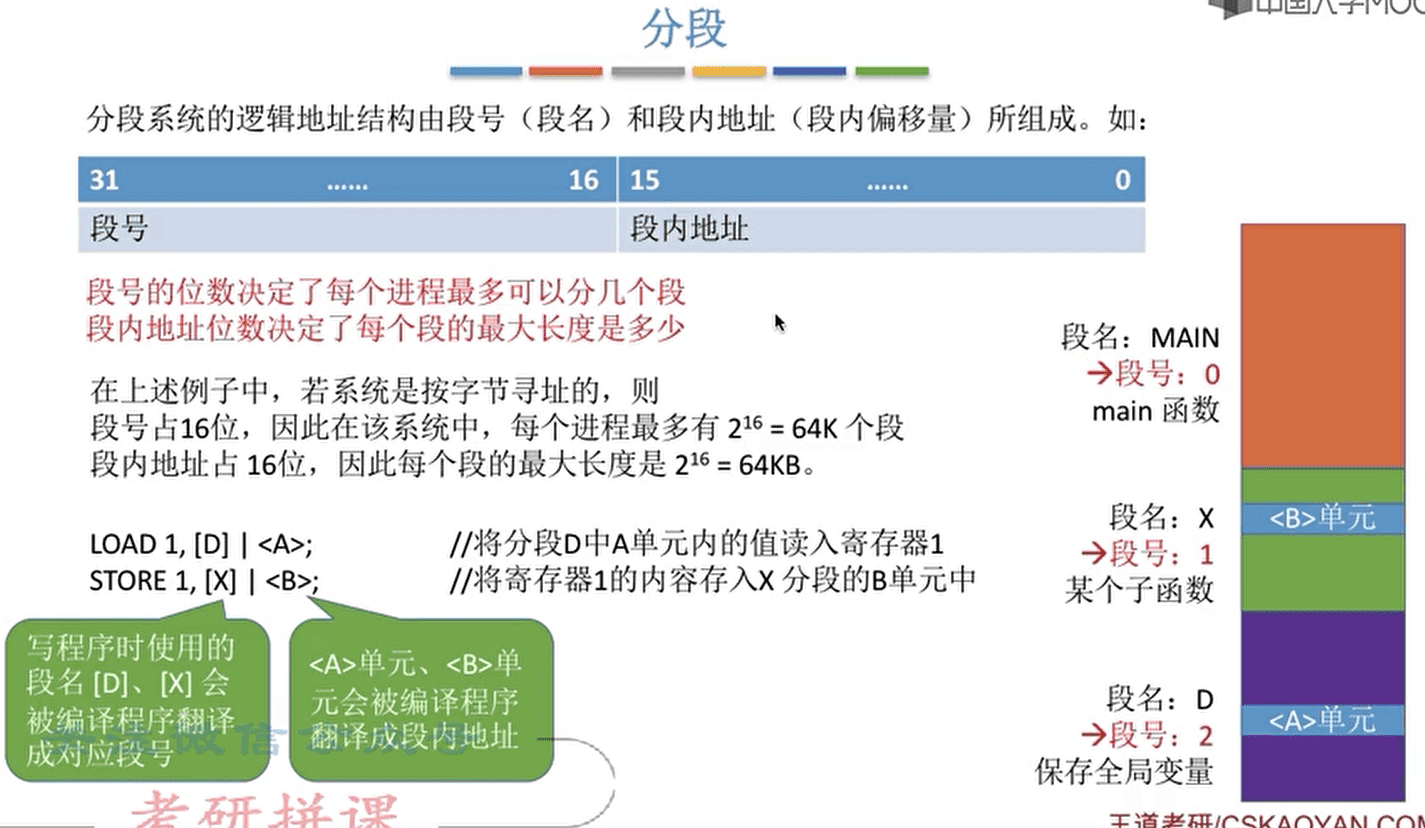 中国大学MOO
分段
分段系统的逻辑地址结构由段号（段名）和段内地址（段内偏移量）所组成。如：
31 …… 16 15 …… 0
段号 段内地址
段号的位数决定了每个进程最多可以分几个段
段内地址位数决定了每个段的最大长度是多少
在上述例子中，若系统是按字节寻址的，则
段号占16位，因此在该系统中，每个进程最多有 2¹⁶ = 64K 个段
段内地址占 16位，因此每个段的最大长度是 2¹⁶ = 64KB。
LOAD 1, [D] | <A>; //将分段D中A单元内的值读入寄存器1
STORE 1, [X] | <B>; //将寄存器1的内容存入X 分段的B单元中
写程序时使用的
段名 [D]、[X] 会
被编译程序翻译
成对应段号
<A>单元、<B>单
元会被编译程序
翻译成段内地址
段名：MAIN
→段号：0
main 函数
段名：X
→段号：1
某个子函数
<B>单元
段名：D
→段号：2
保存全局变量
<A>单元
考研拼课
王道考研/CSKAOYAN.COM